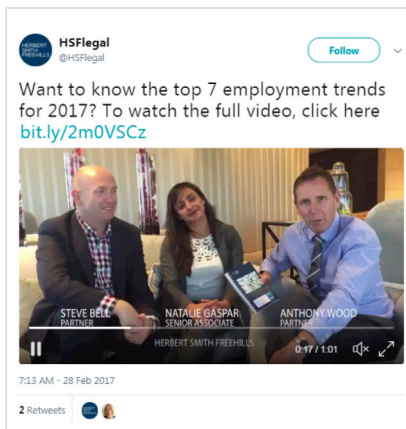 HERBERT
SMITH
FREEHILLS
HSFlegal
@HSFlegal
Follow
Want to know the top 7 employment trends
for 2017? To watch the full video, click here
bit.ly/2m0VSCz
STEVE BELL NATALIE GASPAR ANTHONY WOOD
PARTNER SENIOR ASSOCIATE PARTNER
HERBERT SMITH FREEHILLS
0:17 / 1:01
7:13 AM - 28 Feb 2017
2 Retweets